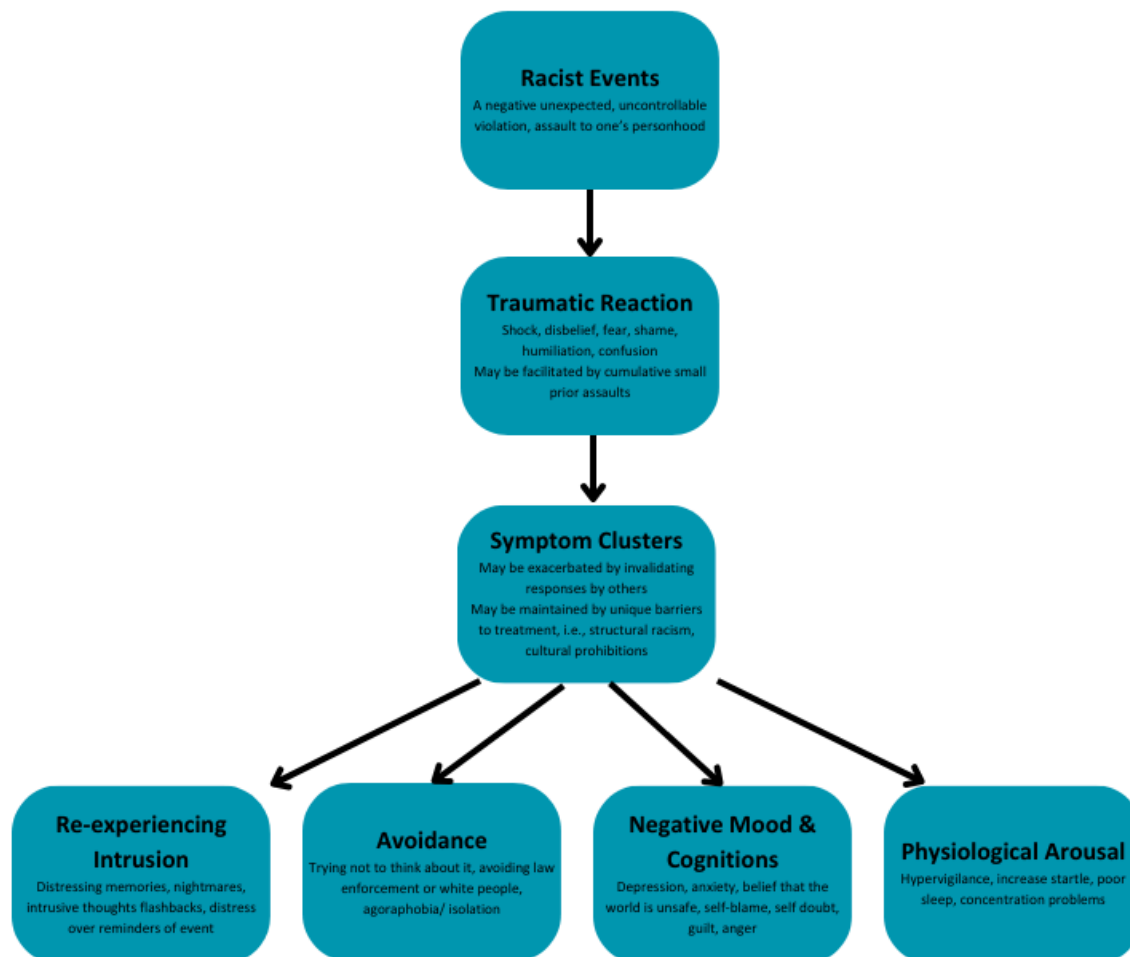 Racist Events
A negative unexpected, uncontrollable
violation, assault to one's personhood
Traumatic Reaction
Shock, disbelief, fear, shame,
humiliation, confusion
May be facilitated by cumulative small
prior assaults
Symptom Clusters
May be exacerbated by invalidating
responses by others
May be maintained by unique barriers
to treatment, i.e., structural racism,
cultural prohibitions
Re-experiencing
Intrusion
Distressing memories, nightmares,
intrusive thoughts flashbacks, distress
over reminders of event
Avoidance
Trying not to think about it, avoiding law
enforcement or white people,
agoraphobia/ isolation
Negative Mood &
Cognitions
Depression, anxiety, belief that the
world is unsafe, self-blame, self doubt,
guilt, anger
Physiological Arousal
Hypervigilance, increase startle, poor
sleep, concentration problems